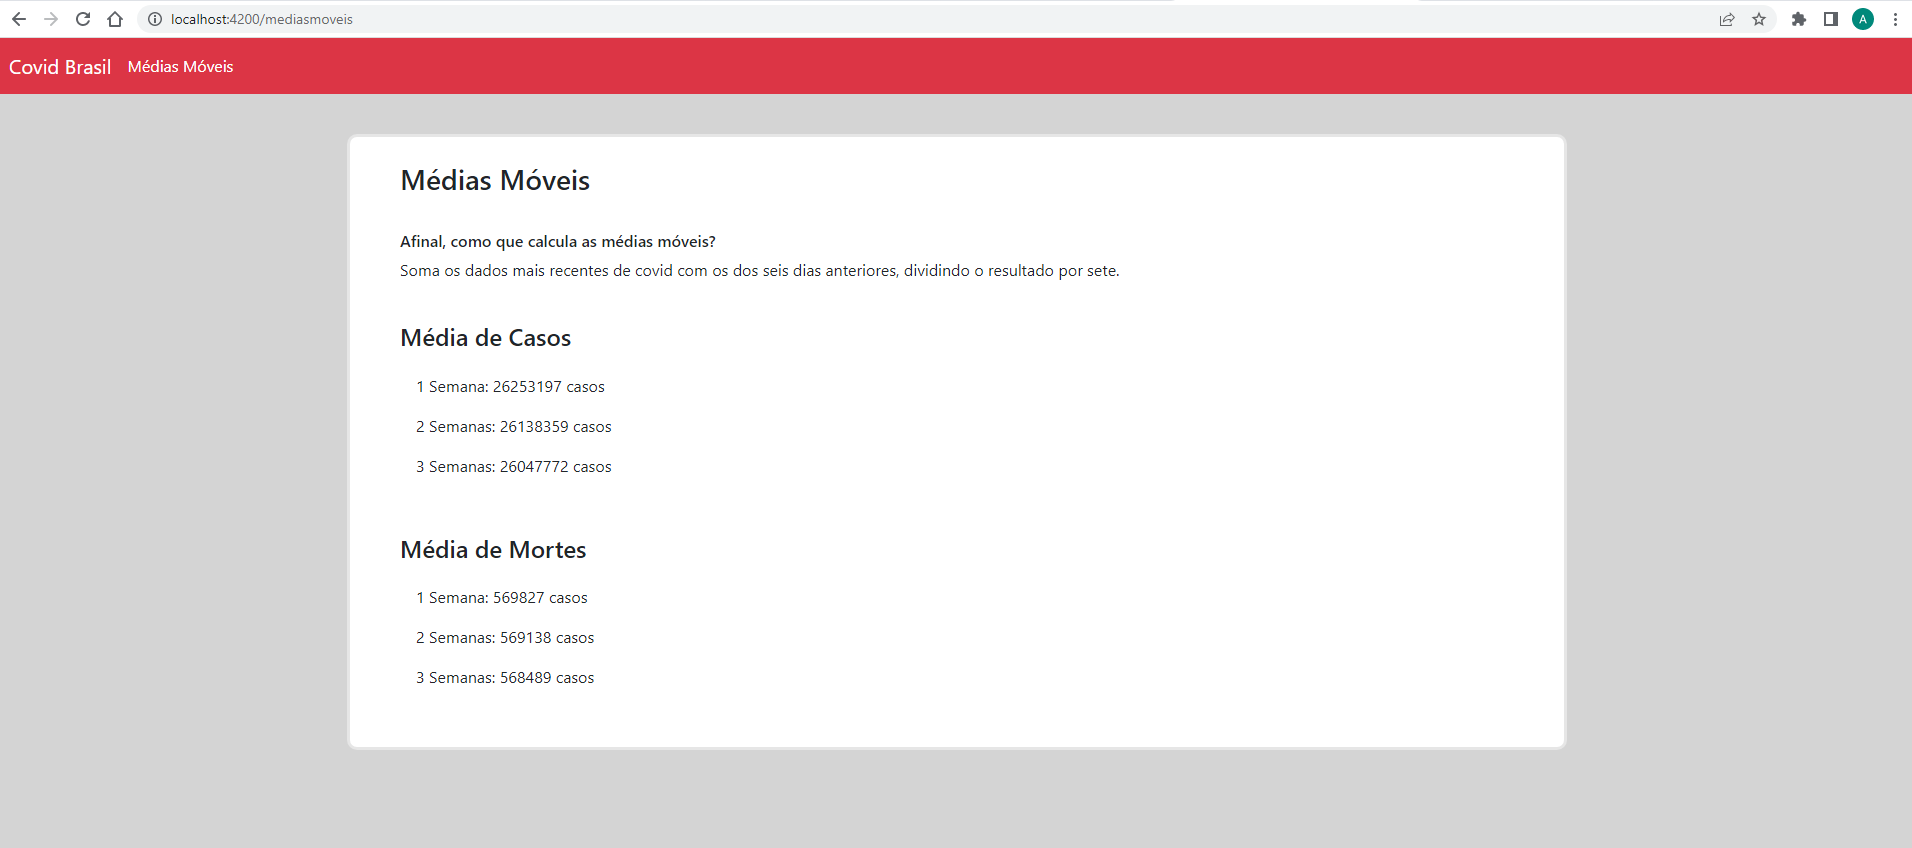 localhost:4200/mediasmoveis
A
Covid Brasil Médias Móveis
Médias Móveis
Afinal, como que calcula as médias móveis?
Soma os dados mais recentes de covid com os dos seis dias anteriores, dividindo o resultado por sete.
Média de Casos
1 Semana: 26253197 casos
2 Semanas: 26138359 casos
3 Semanas: 26047772 casos
Média de Mortes
1 Semana: 569827 casos
2 Semanas: 569138 casos
3 Semanas: 568489 casos